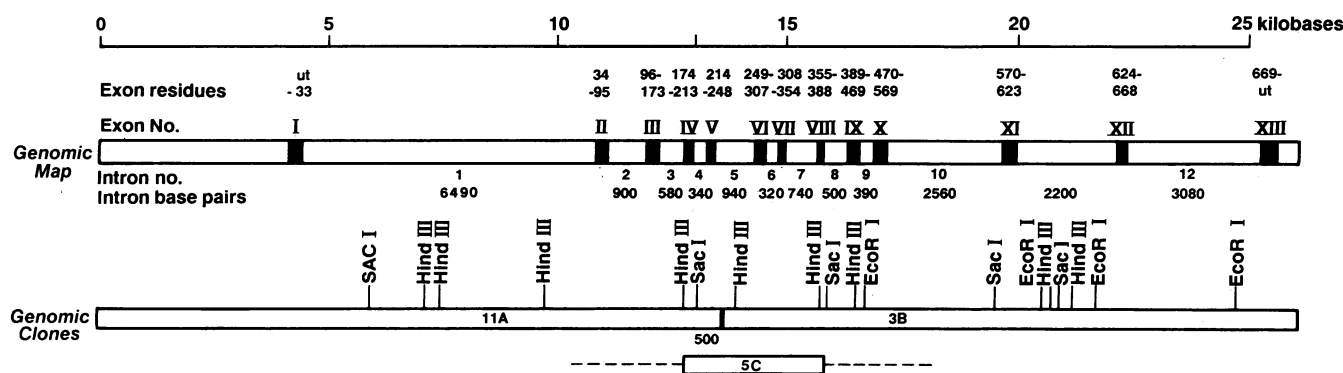 0 5 10 15 20 25 kilobases
ut 34 96- 174 214 249- 308 355- 389- 470- 570- 624- 669-
Exon residues - 33 -95 173 -213 -248 307 -354 388 469 569 623 668 ut
Exon No. I II III IV V VI VII VIII IX X XI XII XIII
Genomic
Map
Intron no. 1 2 3 4 5 6 7 8 9 10 11 12
Intron base pairs 6490 900 580 340 940 320 740 500 390 2560 2200 3080
SAC I Hind III Hind III Hind III Hind III Sac I Hind III Hind III Sac I Hind III EcoR I Sac I EcoR I Hind III Sac I Hind III EcoR I EcoR I
Genomic
Clones
11A 3B
500
5C